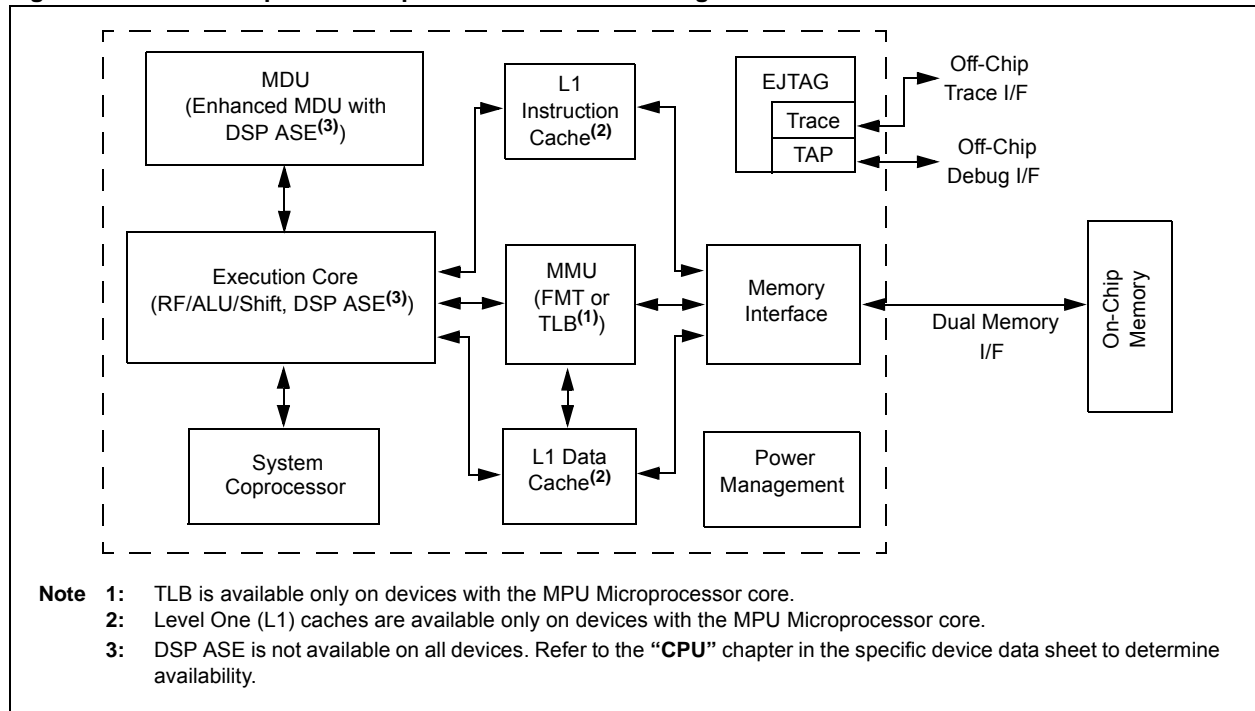 MDU
(Enhanced MDU with
DSP ASE(3))
L1
Instruction
Cache(2)
EJTAG
Trace
TAP
Off-Chip
Trace I/F
Off-Chip
Debug I/F
Execution Core
(RF/ALU/Shift, DSP ASE(3))
MMU
(FMT or
TLB(1))
Memory
Interface
Dual Memory
I/F
On-Chip
Memory
System
Coprocessor
L1 Data
Cache(2)
Power
Management
Note 1: TLB is available only on devices with the MPU Microprocessor core.
2: Level One (L1) caches are available only on devices with the MPU Microprocessor core.
3: DSP ASE is not available on all devices. Refer to the “CPU” chapter in the specific device data sheet to determine
availability.